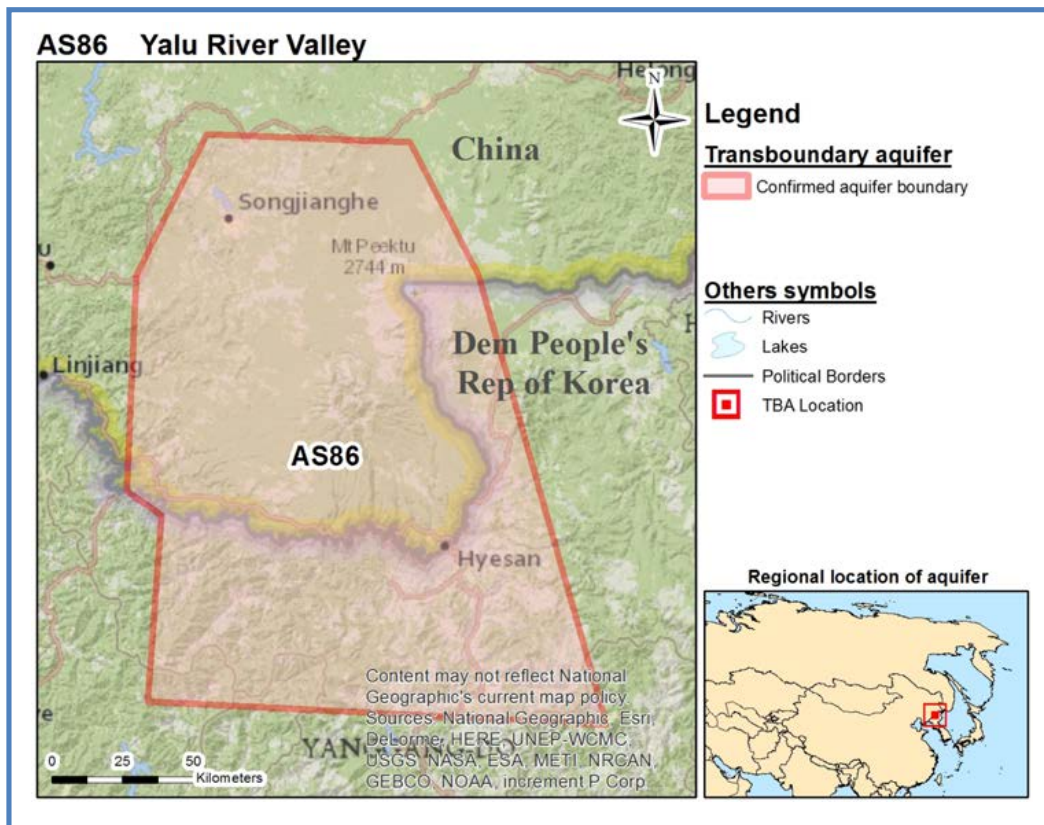 AS86 Yalu River Valley
Helong
N
China
Songjianghe
Mt Peektu
2744 m
U
Dem People's
Rep of Korea
Linjiang
AS86
Hyesan
Content may not reflect National
Geographic's current map policy.
Sources: National Geographic, Esri,
DeLorme, HERE, UNEP-WCMC,
USGS, NASA, ESA, METI, NRCAN,
GEBCO, NOAA, increment P Corp
0 25 50
Kilometers
Legend
Transboundary aquifer
Confirmed aquifer boundary
Others symbols
Rivers
Lakes
Political Borders
TBA Location
Regional location of aquifer